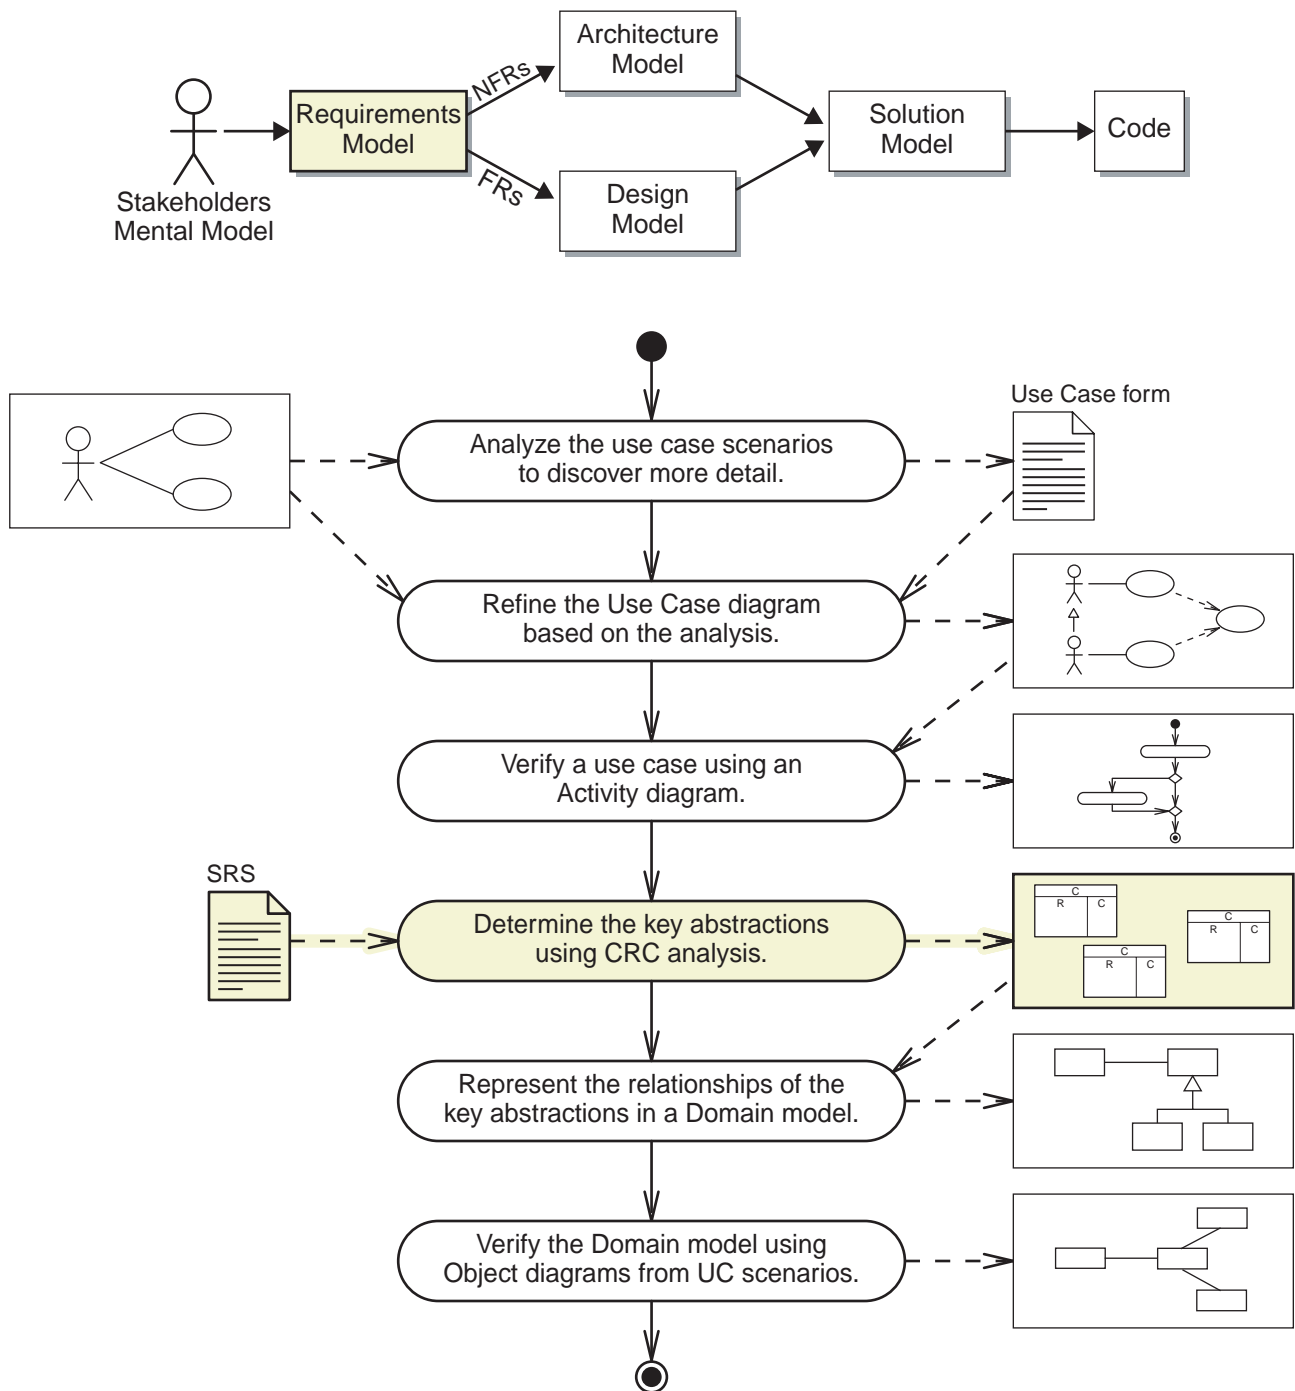 Architecture
Model
NFRs
Requirements
Model
Solution
Model
Code
FRs
Design
Model
Stakeholders
Mental Model
Use Case form
Analyze the use case scenarios
to discover more detail.
Refine the Use Case diagram
based on the analysis.
Verify a use case using an
Activity diagram.
SRS
Determine the key abstractions
using CRC analysis.
C
R C
C
R C
C
R C
Represent the relationships of the
key abstractions in a Domain model.
Verify the Domain model using
Object diagrams from UC scenarios.